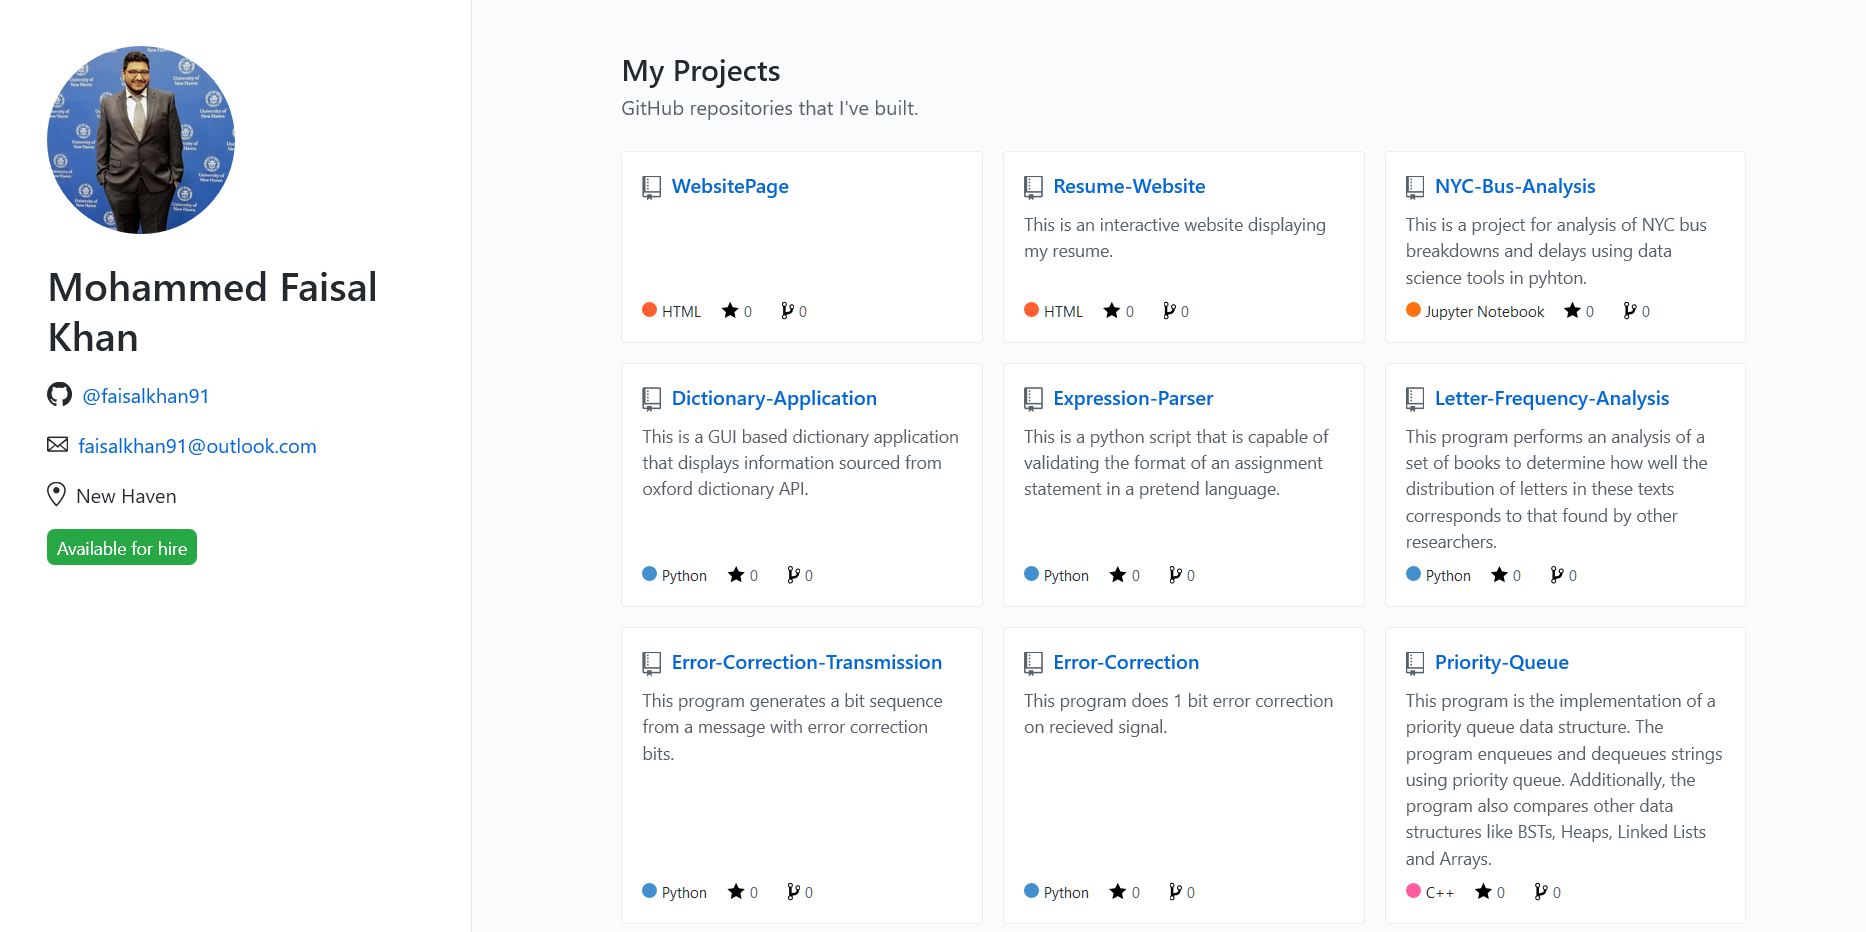 University of
New Haven
Mohammed Faisal
Khan
@faisalkhan91
faisalkhan91@outlook.com
New Haven
Available for hire
My Projects
GitHub repositories that I've built.
WebsitePage
HTML 0 0
Resume-Website
This is an interactive website displaying
my resume.
HTML 0 0
NYC-Bus-Analysis
This is a project for analysis of NYC bus
breakdowns and delays using data
science tools in pyhton.
Jupyter Notebook 0 0
Dictionary-Application
This is a GUI based dictionary application
that displays information sourced from
oxford dictionary API.
Python 0 0
Expression-Parser
This is a python script that is capable of
validating the format of an assignment
statement in a pretend language.
Python 0 0
Letter-Frequency-Analysis
This program performs an analysis of a
set of books to determine how well the
distribution of letters in these texts
corresponds to that found by other
researchers.
Python 0 0
Error-Correction-Transmission
This program generates a bit sequence
from a message with error correction
bits.
Python 0 0
Error-Correction
This program does 1 bit error correction
on recieved signal.
Python 0 0
Priority-Queue
This program is the implementation of a
priority queue data structure. The
program enqueues and dequeues strings
using priority queue. Additionally, the
program also compares other data
structures like BSTs, Heaps, Linked Lists
and Arrays.
C++ 0 0